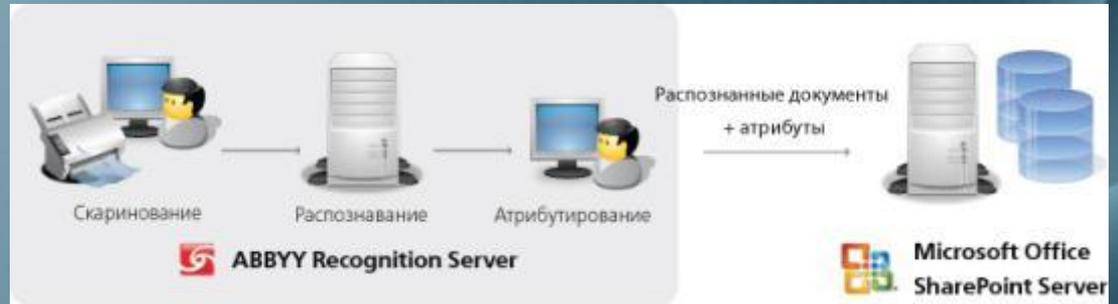 Распознанные документы
+ атрибуты
Скаринование
Распознавание
Атрибутирование
ABBYY Recognition Server
Microsoft Office
SharePoint Server